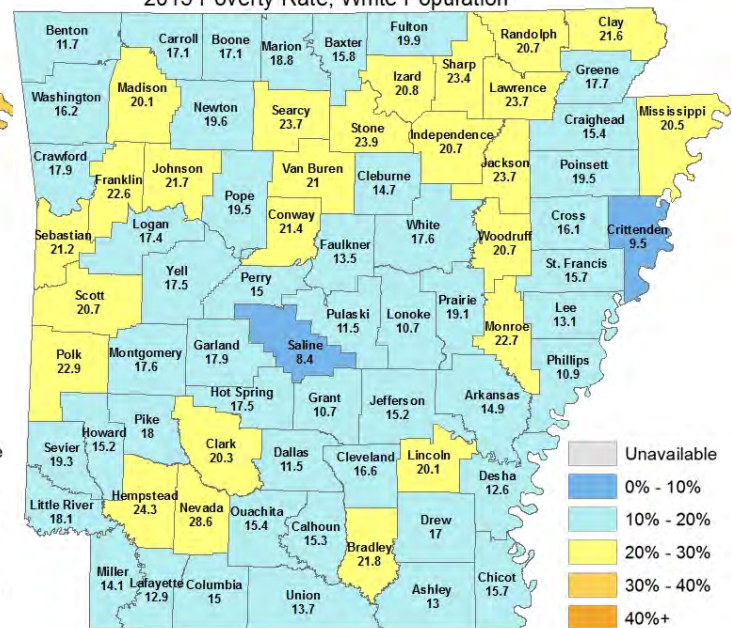 2015 Poverty Rate, White Population
Benton
11.7
Carroll
17.1
Boone
17.1
Marion
18.8
Baxter
15.8
Fulton
19.9
Randolph
20.7
Clay
21.6
Washington
16.2
Madison
20.1
Newton
19.6
Searcy
23.7
Stone
23.9
Izard
20.8
Sharp
23.4
Lawrence
23.7
Greene
17.7
Craighead
15.4
Mississippi
20.5
Crawford
17.9
Franklin
22.6
Johnson
21.7
Pope
19.5
Van Buren
21
Cleburne
14.7
Independence
20.7
Jackson
23.7
Poinsett
19.5
Sebastian
21.2
Logan
17.4
Conway
21.4
Faulkner
13.5
White
17.6
Woodruff
20.7
Cross
16.1
Crittenden
9.5
St. Francis
15.7
Scott
20.7
Yell
17.5
Perry
15
Pulaski
11.5
Lonoke
10.7
Prairie
19.1
Monroe
22.7
Lee
13.1
Phillips
10.9
Polk
22.9
Montgomery
17.6
Garland
17.9
Saline
8.4
Hot Spring
17.5
Grant
10.7
Jefferson
15.2
Arkansas
14.9
Sevier
19.3
Howard
15.2
Pike
18
Clark
20.3
Dallas
11.5
Cleveland
16.6
Lincoln
20.1
Desha
12.6
Little River
18.1
Hempstead
24.3
Nevada
28.6
Ouachita
15.4
Calhoun
15.3
Bradley
21.8
Drew
17
Miller
14.1
Lafayette
12.9
Columbia
15
Union
13.7
Ashley
13
Chicot
15.7
Unavailable
0% - 10%
10% - 20%
20% - 30%
30% - 40%
40%+